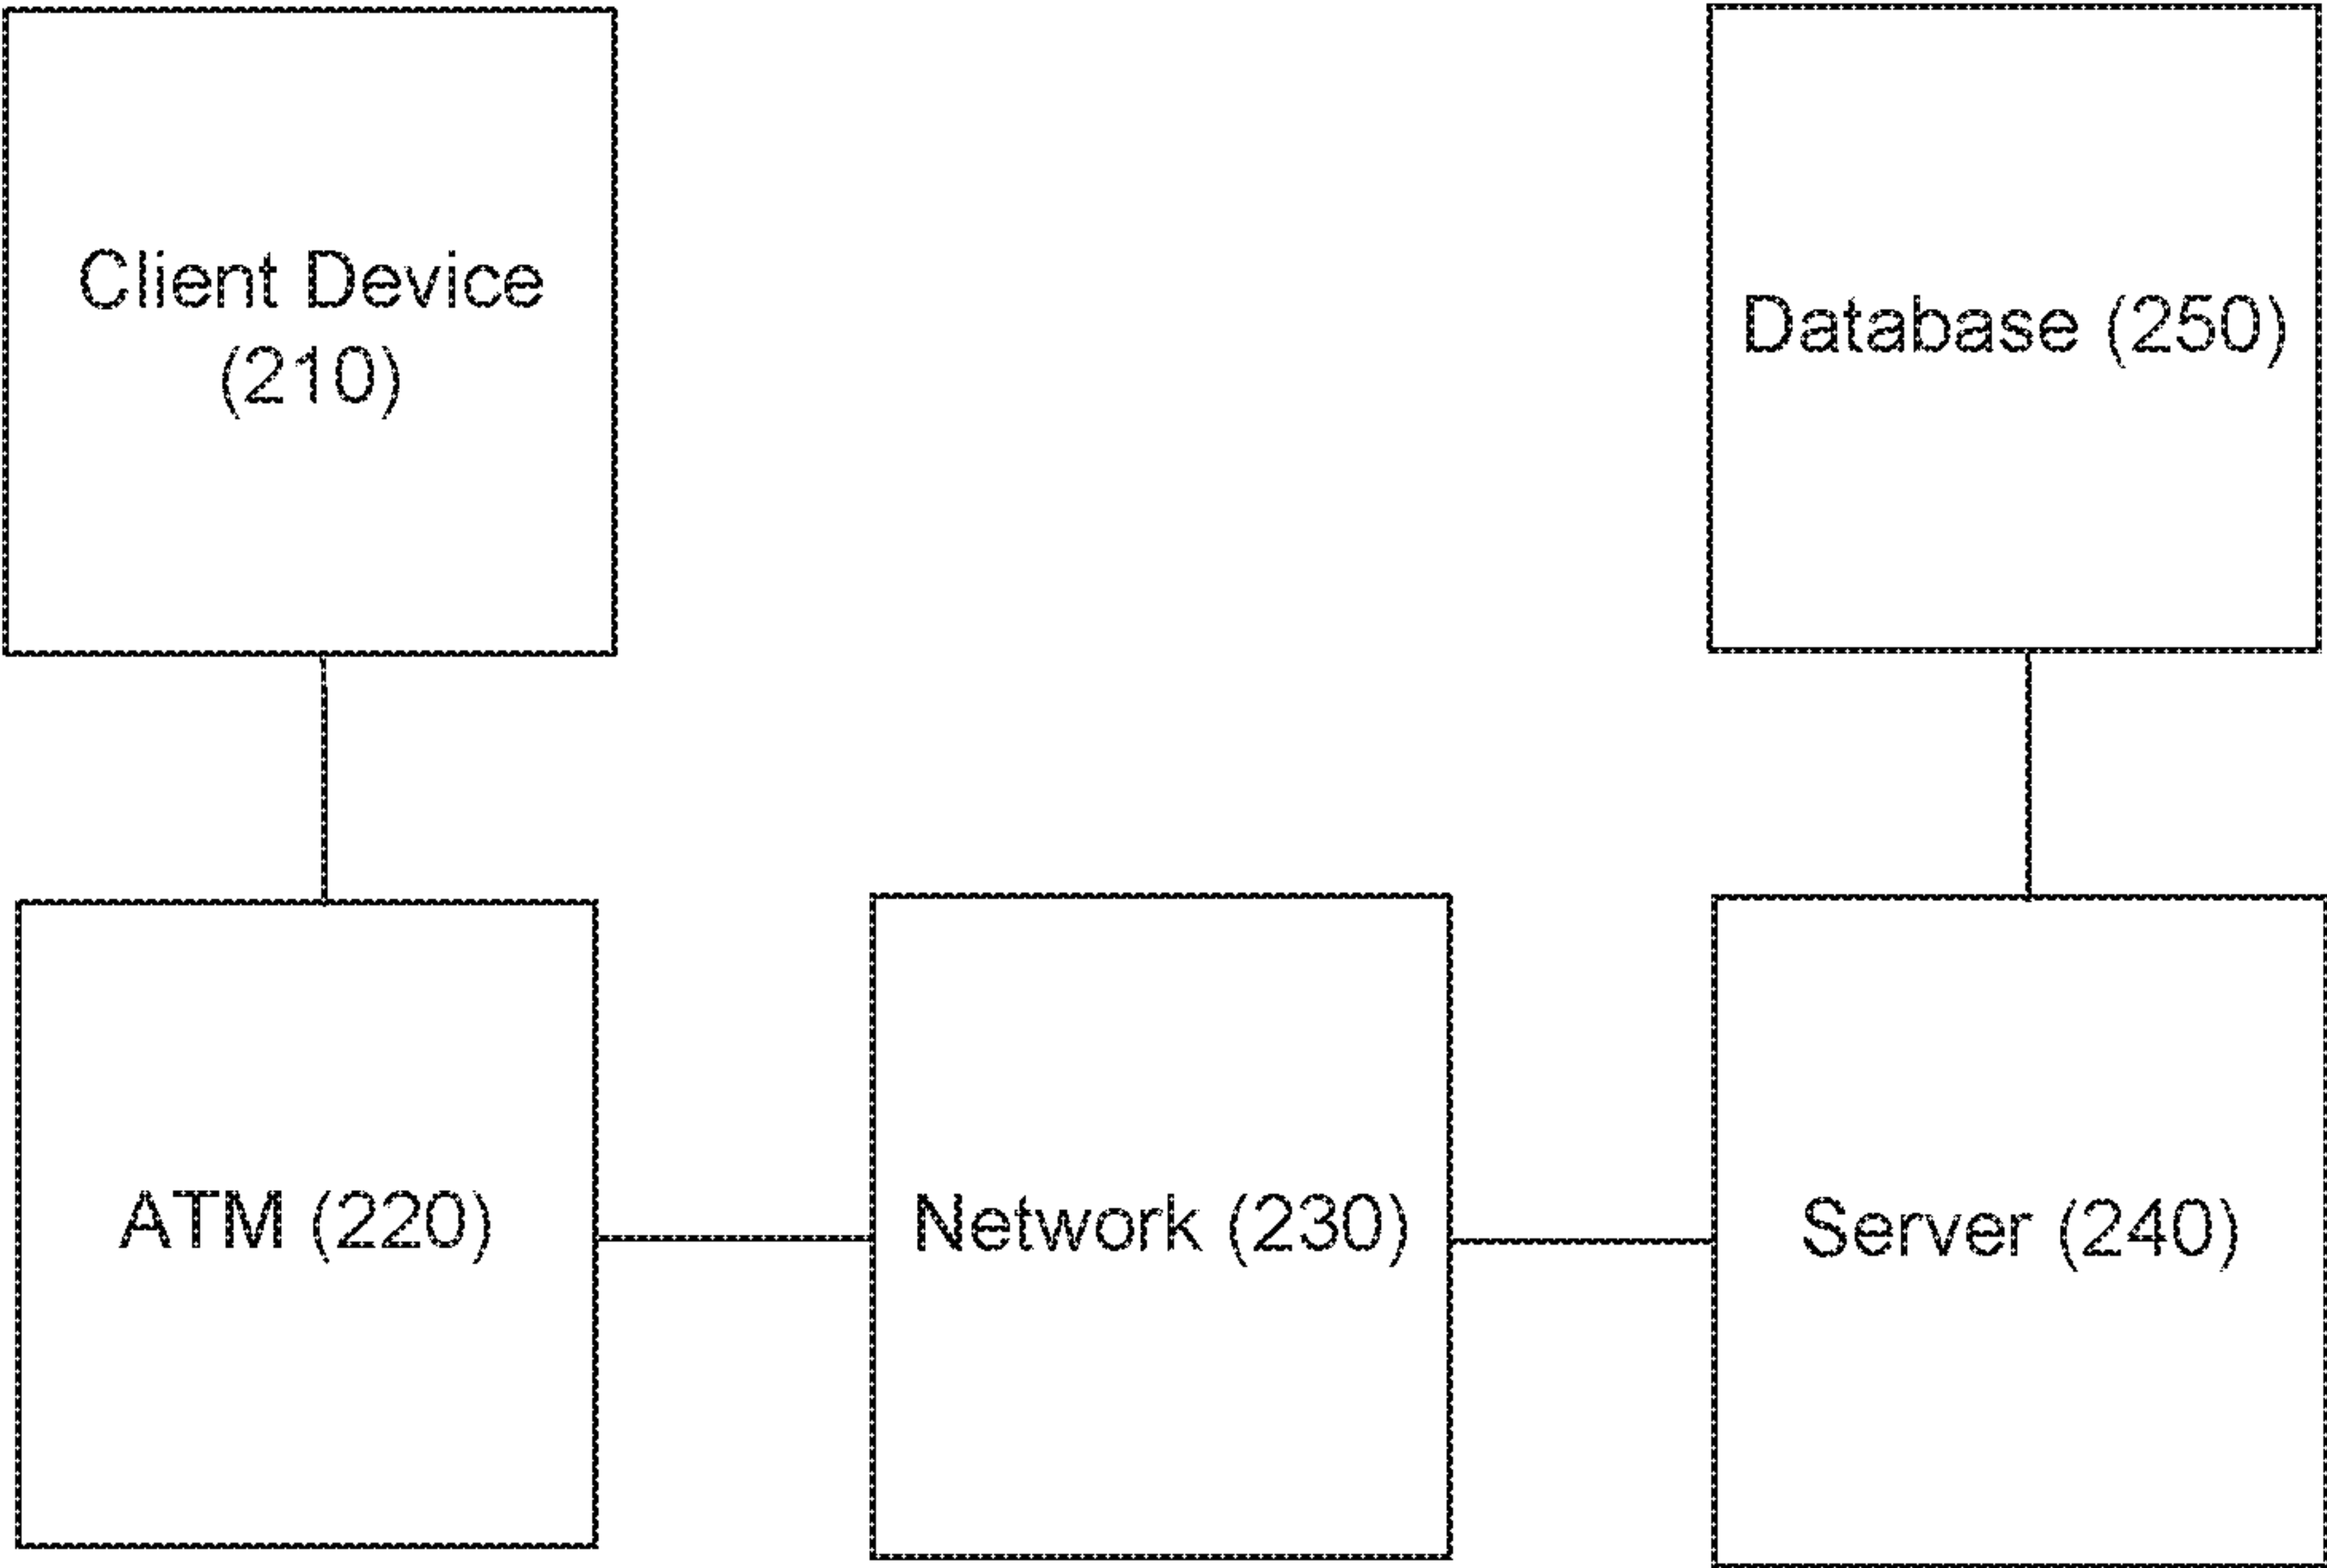 Client Device
(210)
Database (250)
ATM (220)
Network (230)
Server (240)